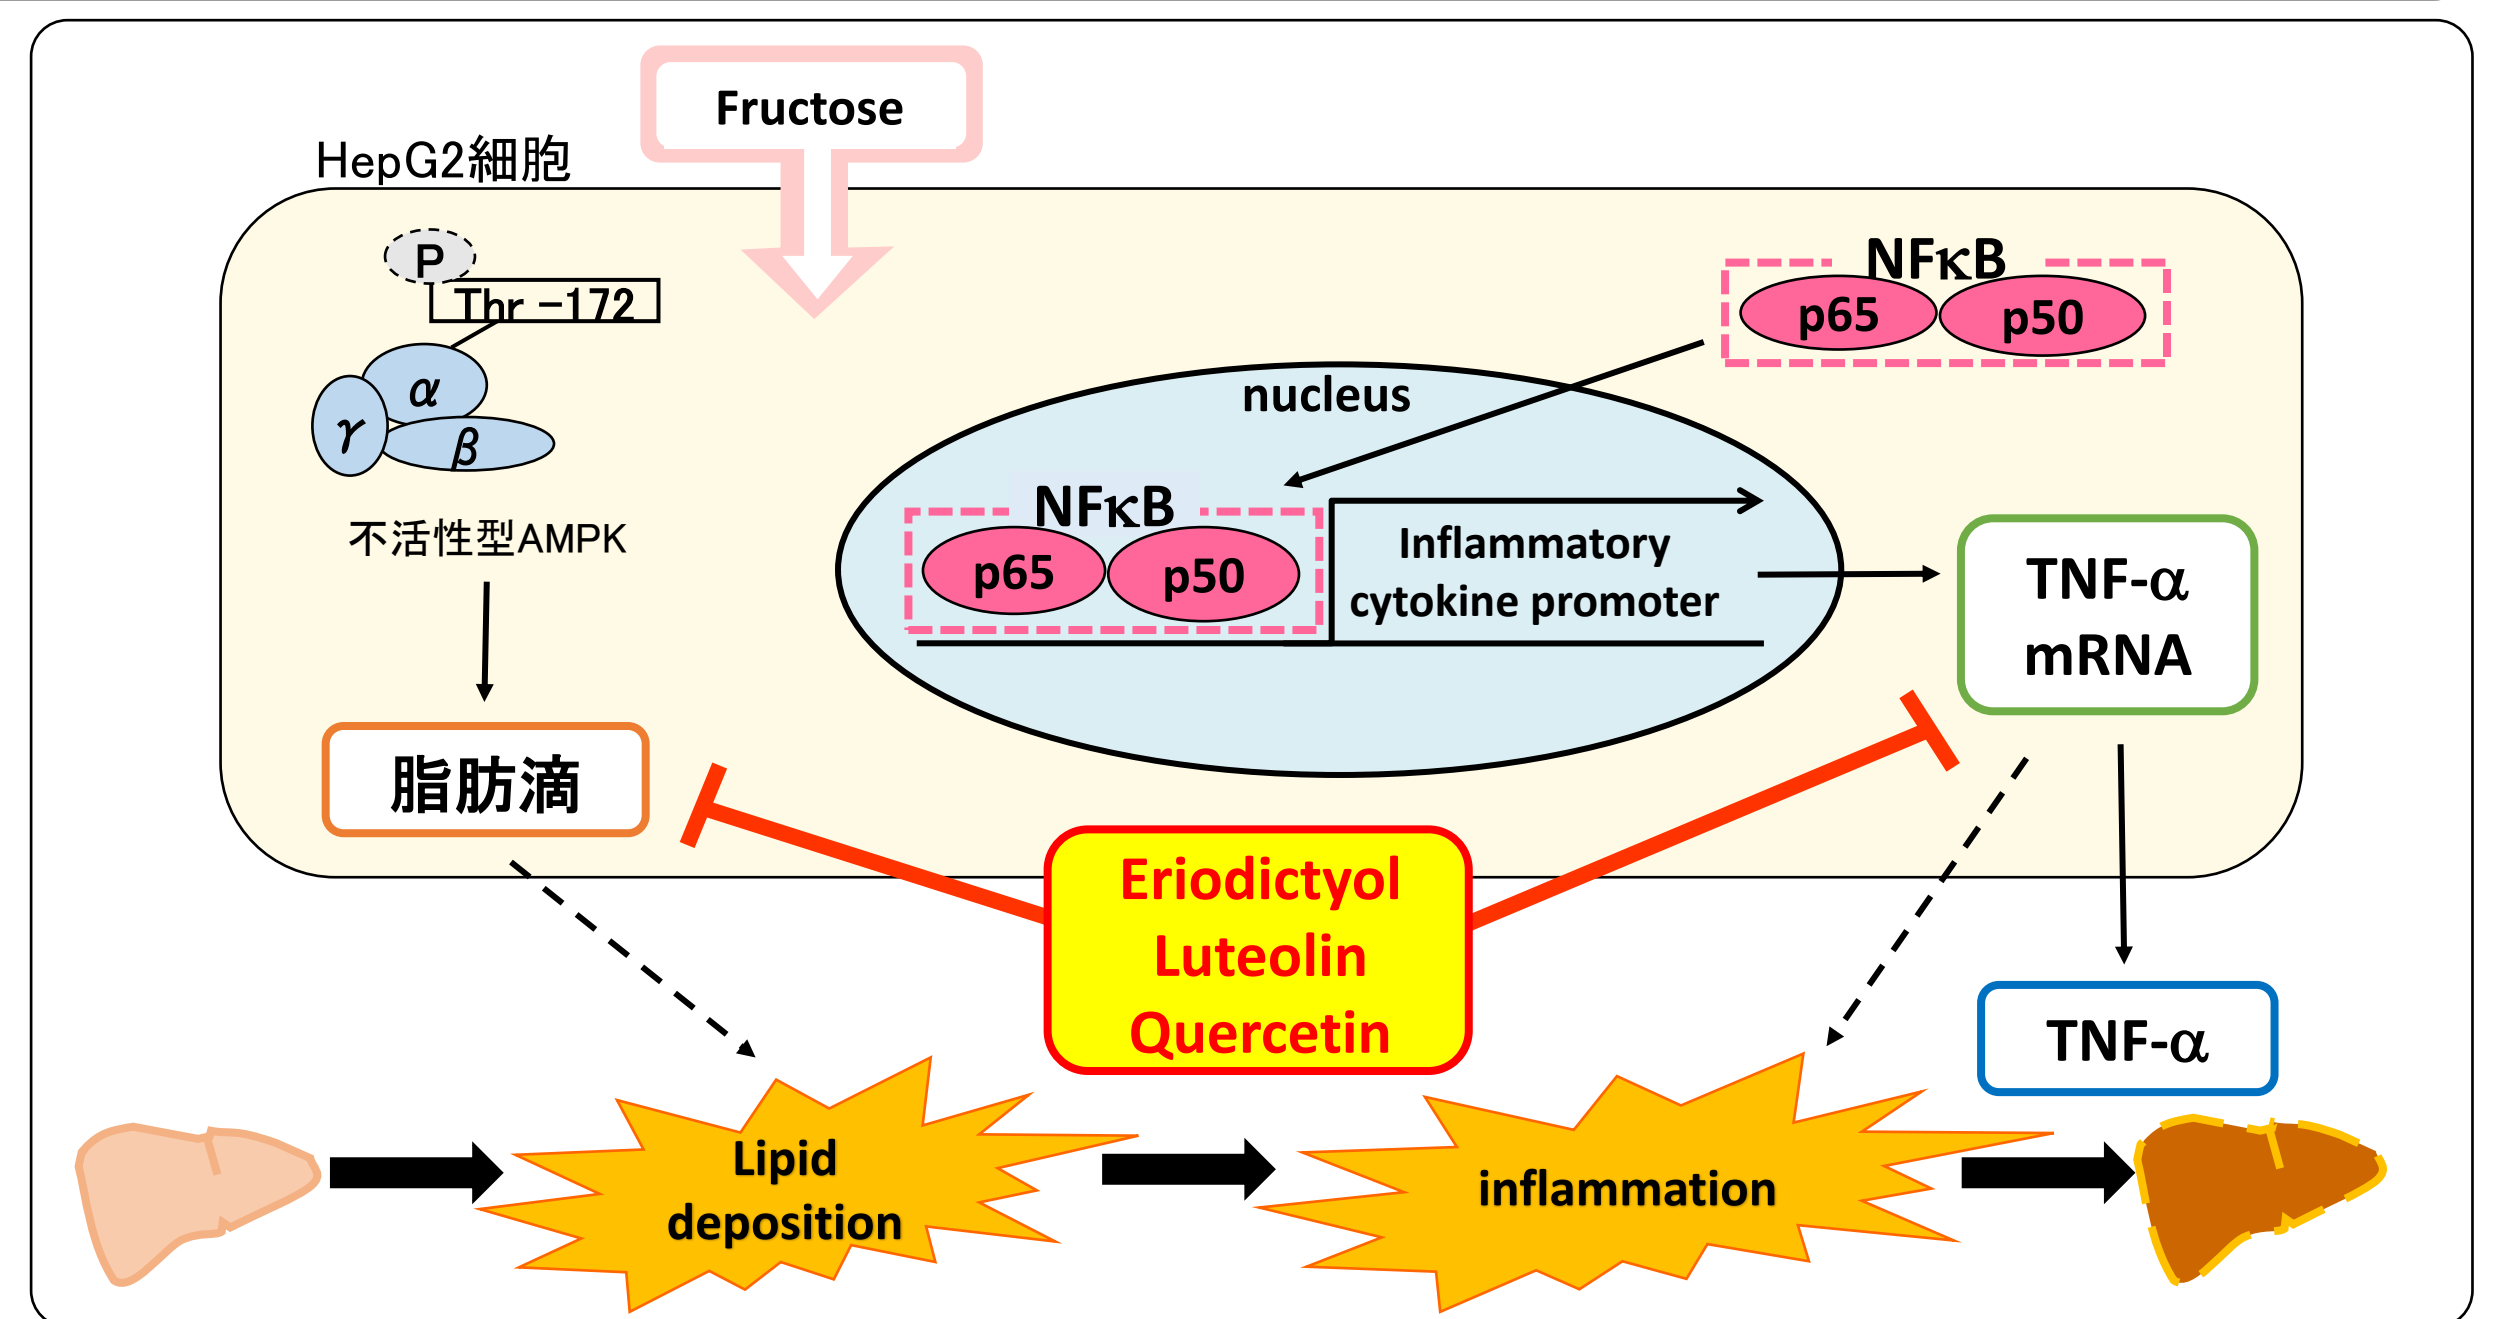 Fructose
HepG2細胞
P
Thr-172
α
γ
β
不活性型AMPK
脂肪滴
NFκB
p65
p50
nucleus
NFκB
p65
p50
Inflammatory
cytokine promoter
TNF-α
mRNA
Eriodictyol
Luteolin
Quercetin
TNF-α
Lipid
deposition
inflammation